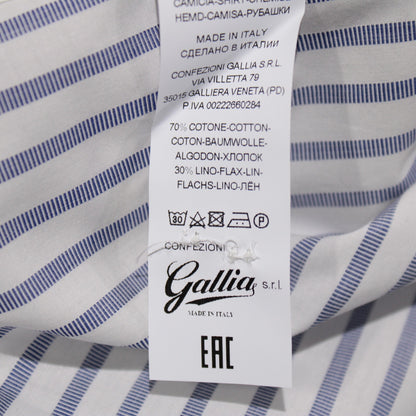 CAMICIA-SHIRT-CHEMISE
HEMD-CAMISA-РУБАШКИ
MADE IN ITALY
СДЕЛАНО В ИТАЛИИ
CONFEZIONI GALLIA S.R.L.
VIA VILLETTA 79
35015 GALLIERA VENETA (PD)
P.IVA 00222660284
70% COTONE-COTTON-
COTON-BAUMWOLLE-
ALGODON-ХЛОПОК
30% LINO-FLAX-LIN-
FLACHS-LINO-ЛЁН
30
P
CONFEZIONI
Gallia s.r.l.
MADE IN ITALY
EAC